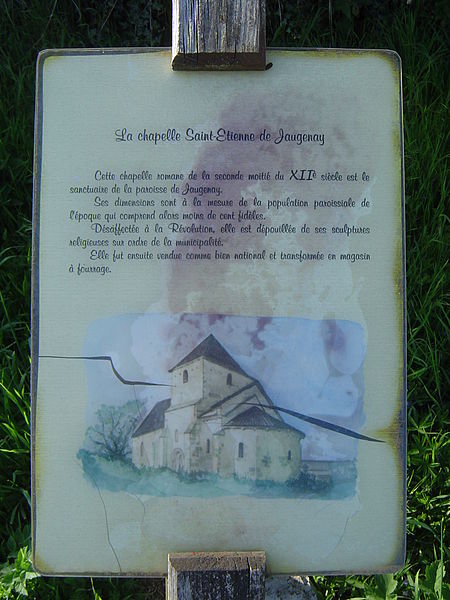 La chapelle Saint-Etienne de Jaugenay
Cette chapelle romane de la seconde moitié du XIIe siècle est le
sanctuaire de la paroisse de Jaugenay.
Ses dimensions sont à la mesure de la population paroissiale de
l'époque qui comprend alors moins de cent fidèles.
Désaffectée à la Révolution, elle est dépouillée de ses sculptures
religieuses sur ordre de la municipalité.
Elle fut ensuite vendue comme bien national et transformée en magasin
à fourrage.